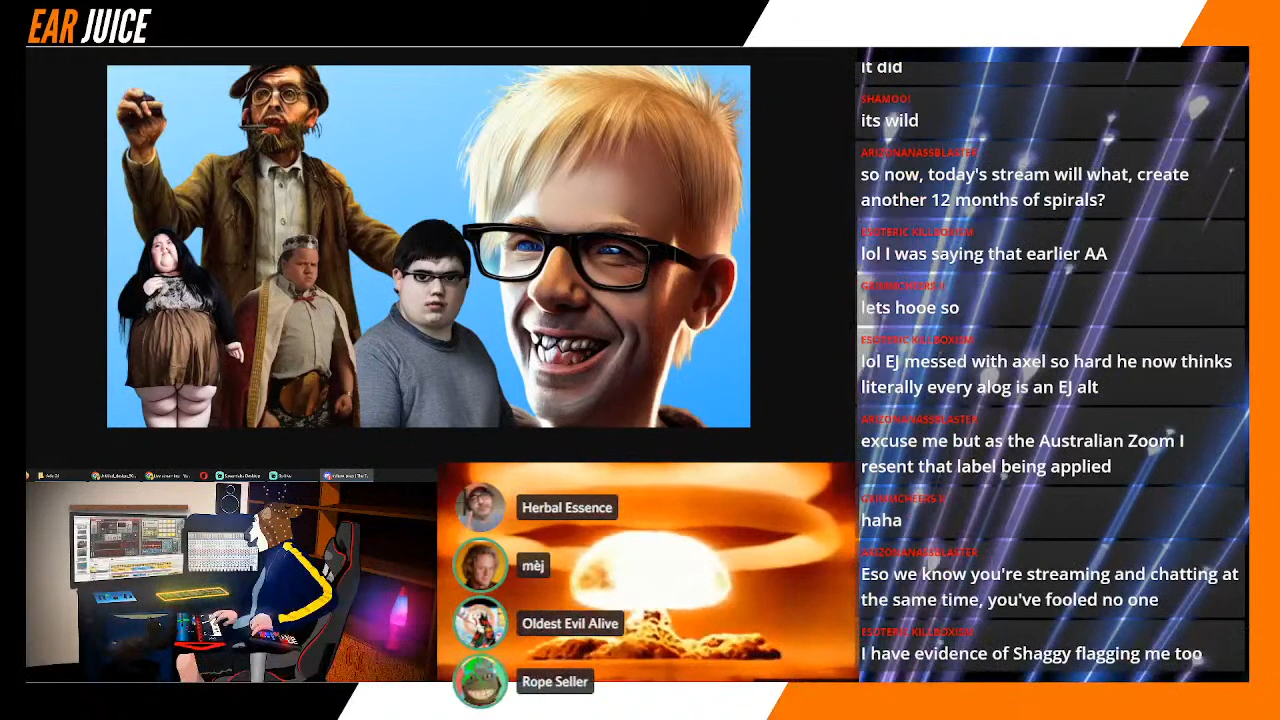 EAR JUICE
it did
SHAMOO!
its wild
ARIZONANASSBLASTER
so now, today's stream will what, create
another 12 months of spirals?
ESOTERIC KILLBOXISM
lol I was saying that earlier AA
GRIMMCHEERS II
lets hooe so
ESOTERIC KILLBOXISM
lol EJ messed with axel so hard he now thinks
literally every alog is an EJ alt
ARIZONANASSBLASTER
excuse me but as the Australian Zoom I
resent that label being applied
GRIMMCHEERS II
haha
ARIZONANASSBLASTER
Eso we know you're streaming and chatting at
the same time, you've fooled no one
ESOTERIC KILLBOXISM
I have evidence of Shaggy flagging me too
Herbal Essence
mèj
Oldest Evil Alive
Rope Seller